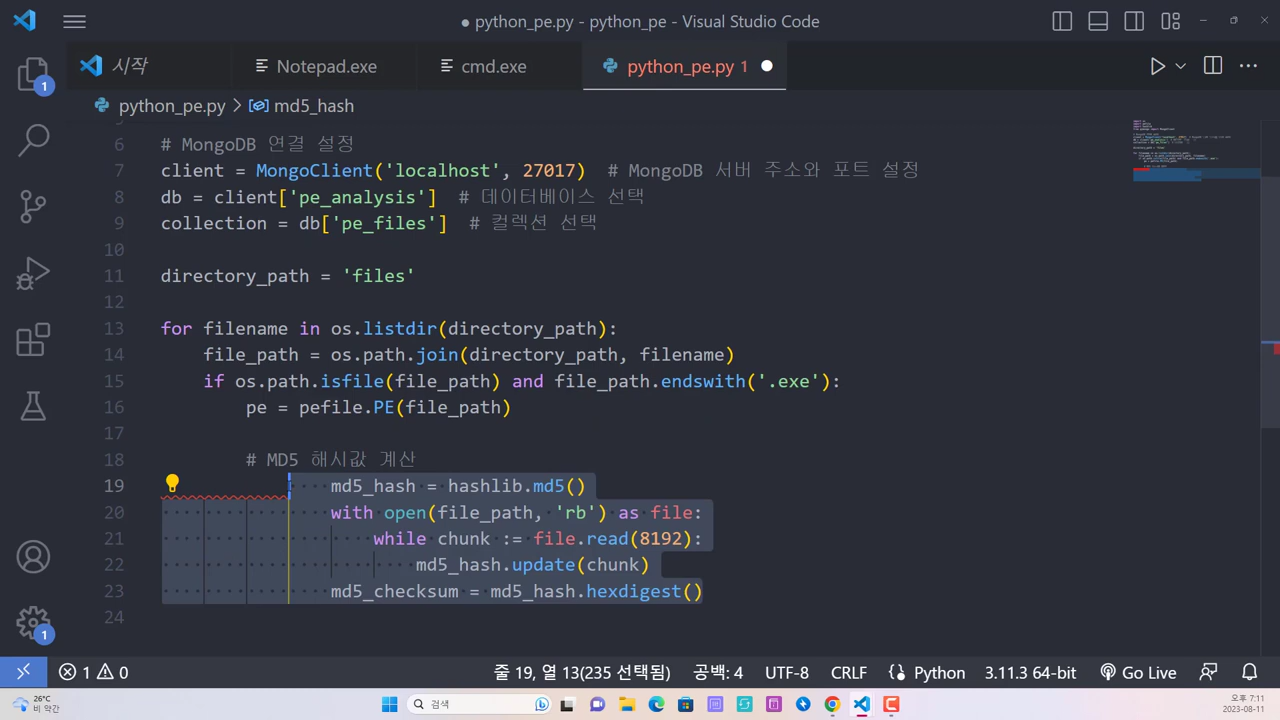 ● python_pe.py - python_pe - Visual Studio Code
시작
Notepad.exe
cmd.exe
python_pe.py 1
python_pe.py > md5_hash
6 # MongoDB 연결 설정
7 client = MongoClient('localhost', 27017)  # MongoDB 서버 주소와 포트 설정
8 db = client['pe_analysis']  # 데이터베이스 선택
9 collection = db['pe_files']  # 컬렉션 선택
10
11 directory_path = 'files'
12
13 for filename in os.listdir(directory_path):
14     file_path = os.path.join(directory_path, filename)
15     if os.path.isfile(file_path) and file_path.endswith('.exe'):
16         pe = pefile.PE(file_path)
17
18         # MD5 해시값 계산
19                 md5_hash = hashlib.md5()
20                 with open(file_path, 'rb') as file:
21                     while chunk := file.read(8192):
22                         md5_hash.update(chunk)
23                 md5_checksum = md5_hash.hexdigest()
24
1
1
1 0
줄 19, 열 13(235 선택됨)
공백: 4
UTF-8
CRLF
Python
3.11.3 64-bit
Go Live
26°C
비 약간
검색
오후 7:11
2023-08-11